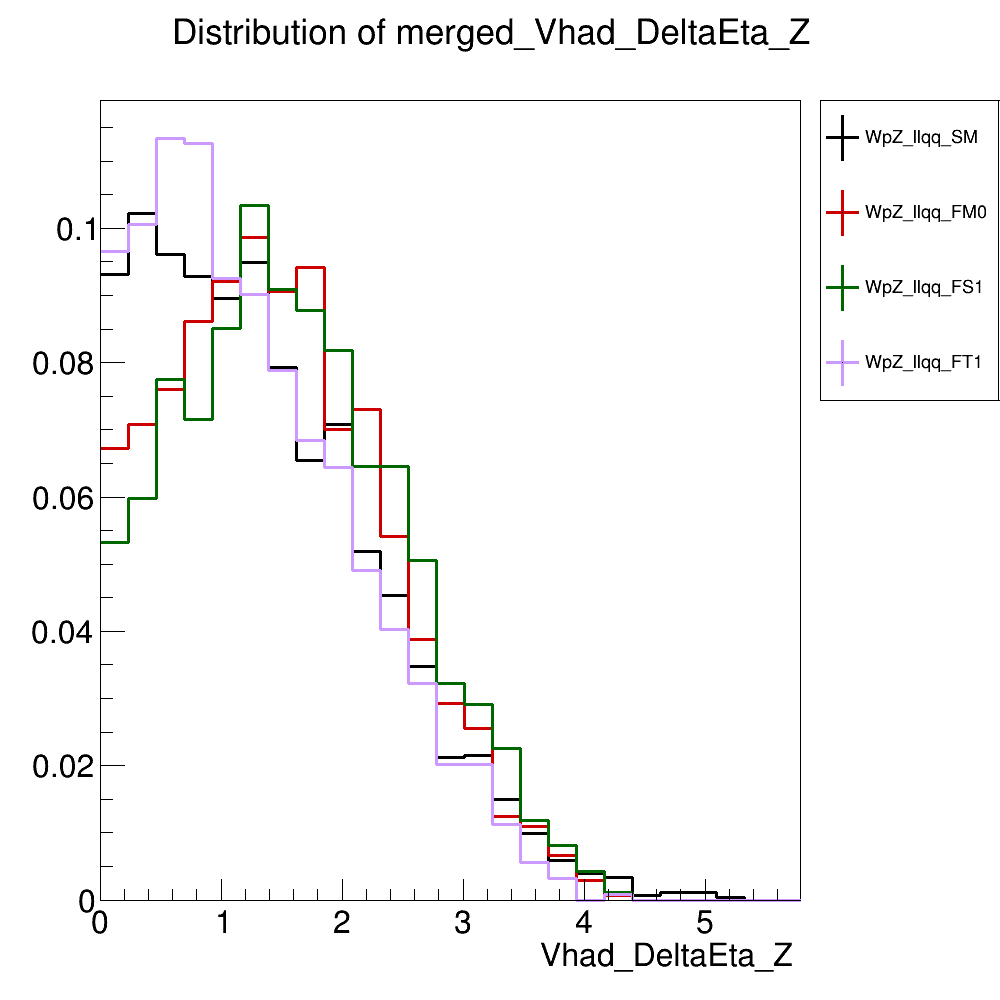 Distribution of merged_Vhad_DeltaEta_Z
WpZ_llqq_SM
WpZ_llqq_FM0
WpZ_llqq_FS1
WpZ_llqq_FT1
0.1
0.08
0.06
0.04
0.02
0
0 1 2 3 4 5
Vhad_DeltaEta_Z